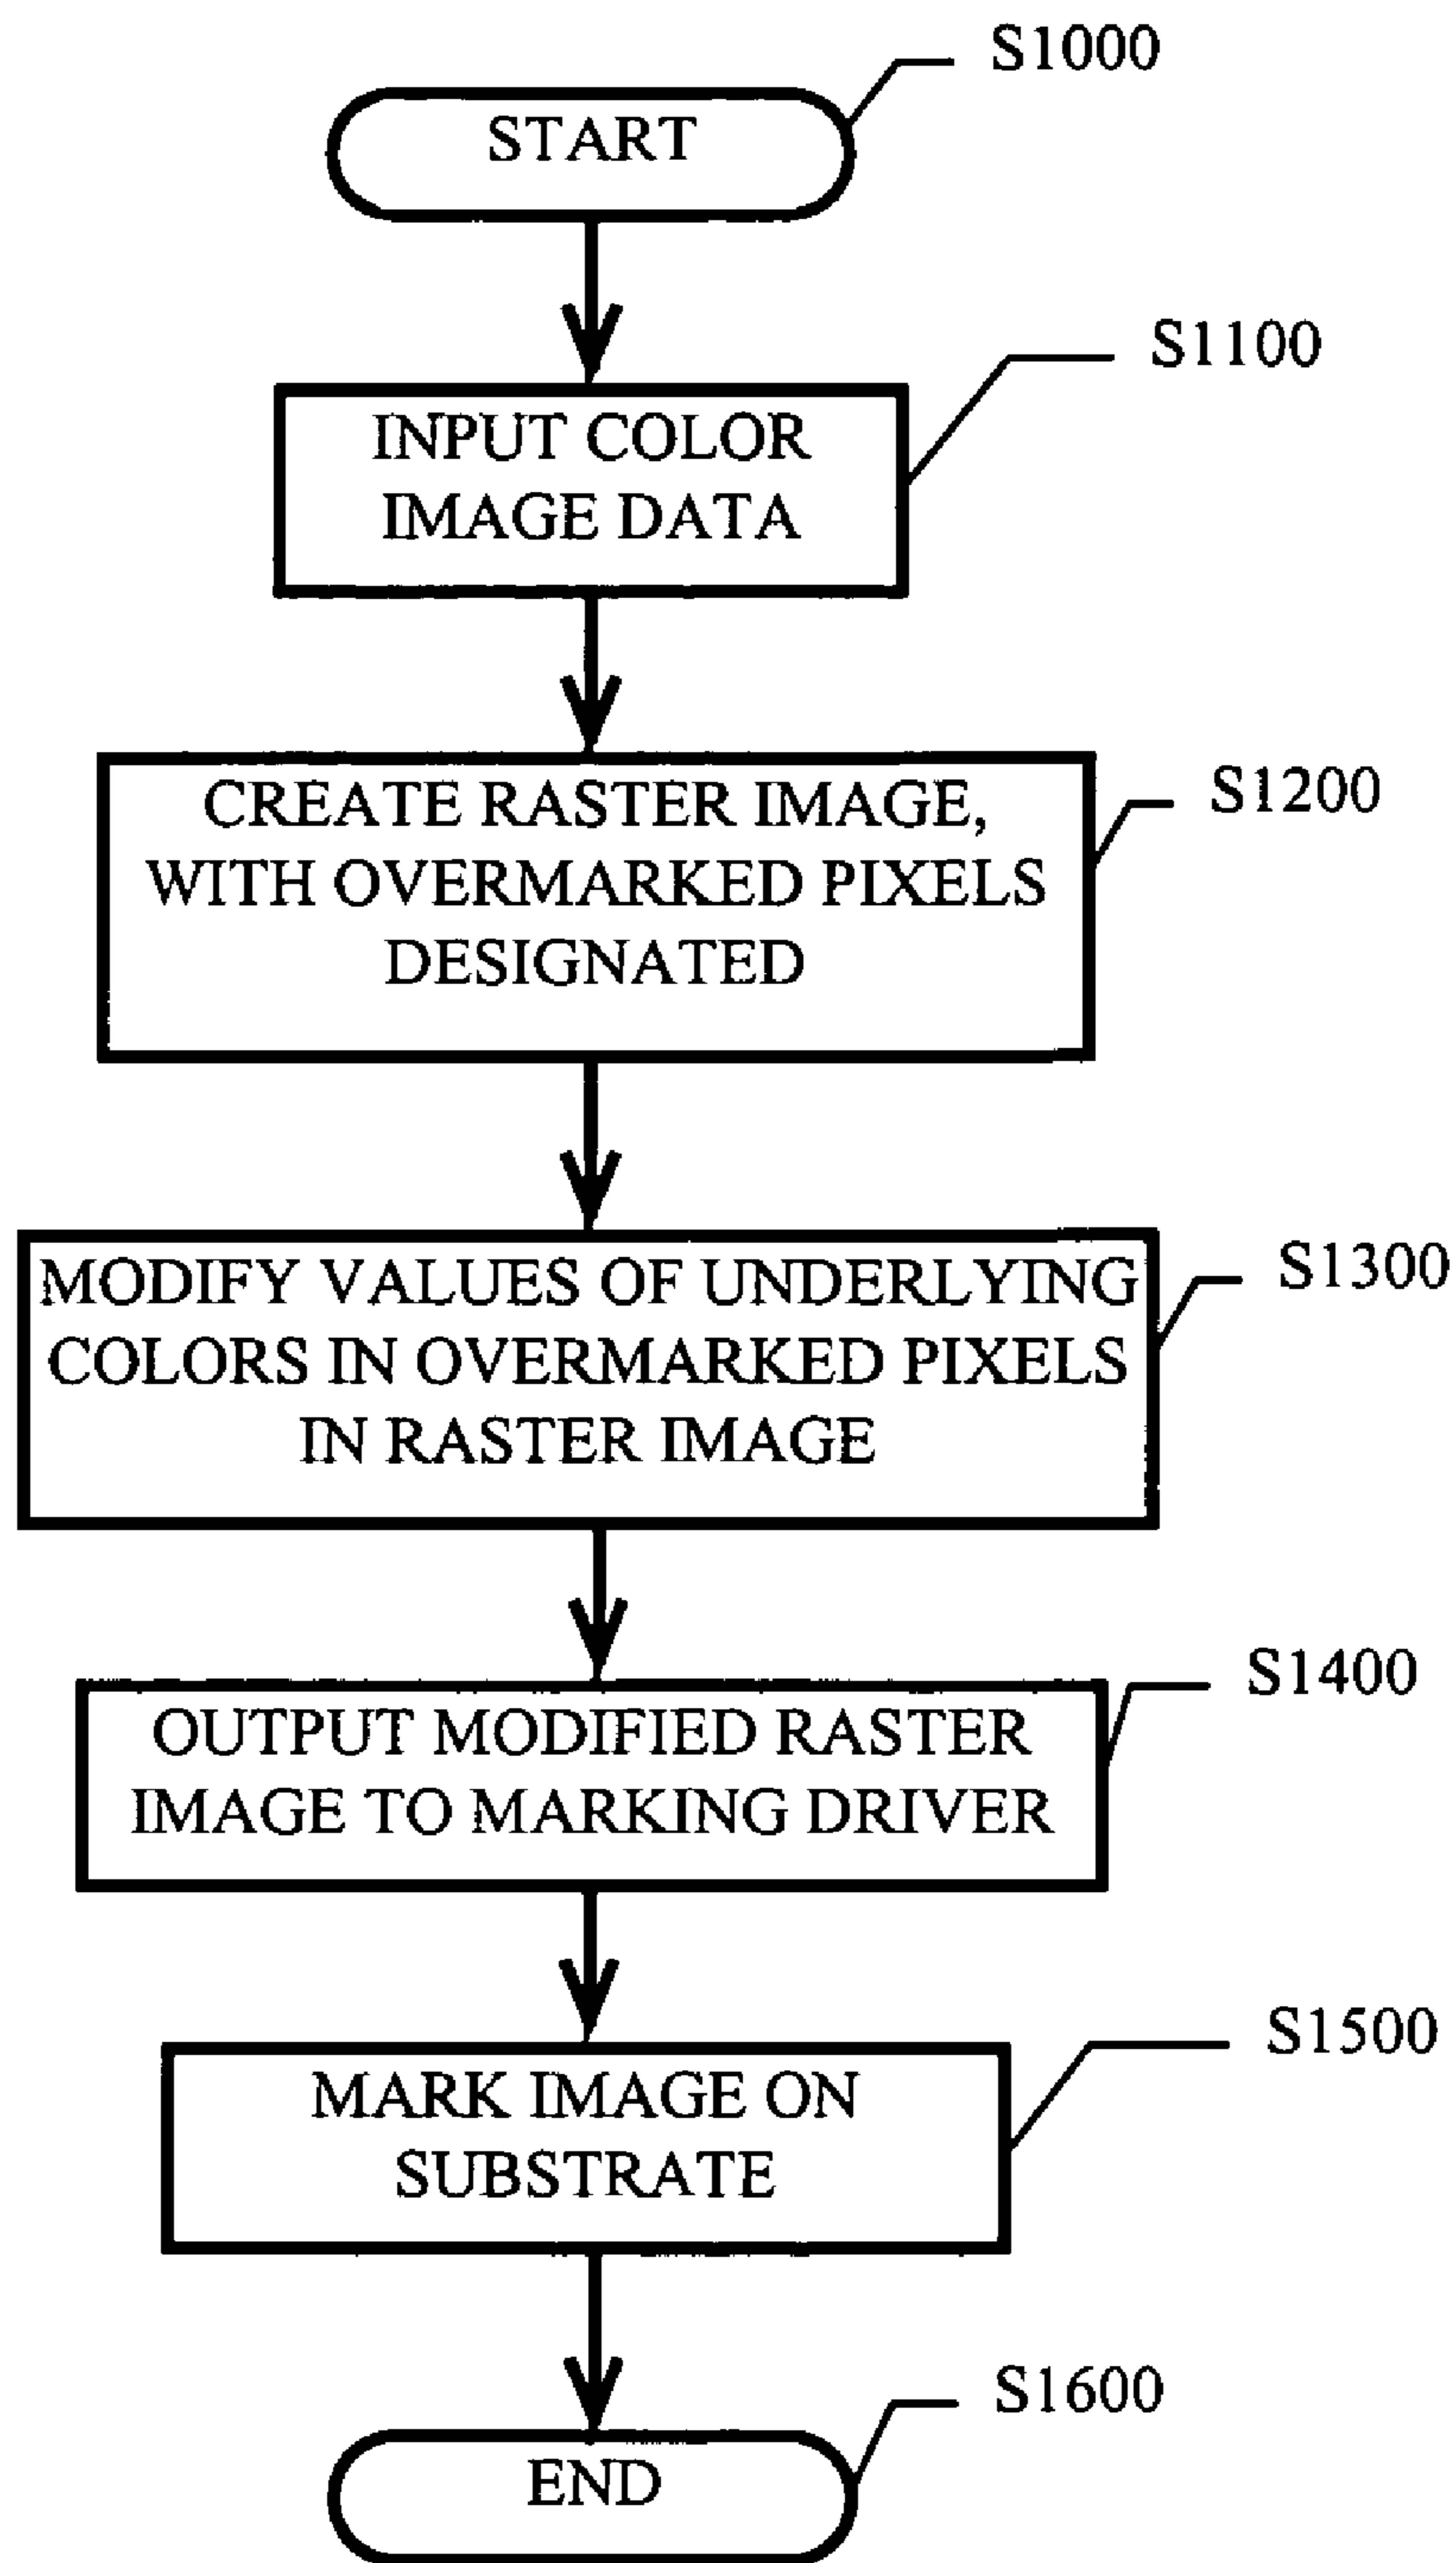 S1000
START
S1100
INPUT COLOR
IMAGE DATA
S1200
CREATE RASTER IMAGE,
WITH OVERMARKED PIXELS
DESIGNATED
S1300
MODIFY VALUES OF UNDERLYING
COLORS IN OVERMARKED PIXELS
IN RASTER IMAGE
S1400
OUTPUT MODIFIED RASTER
IMAGE TO MARKING DRIVER
S1500
MARK IMAGE ON
SUBSTRATE
S1600
END